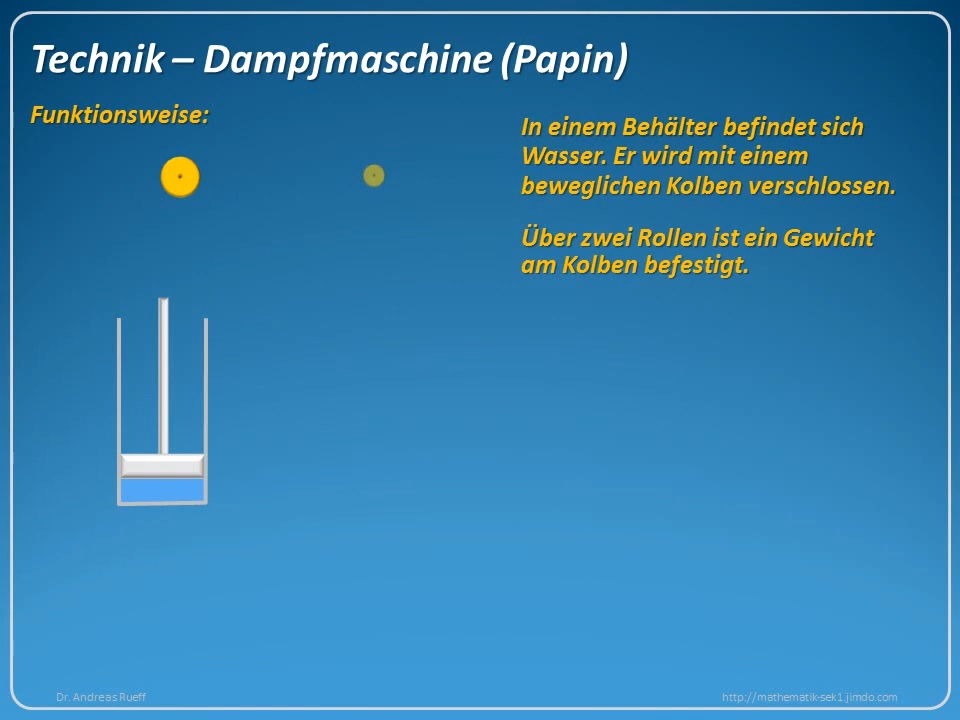 Technik – Dampfmaschine (Papin)
Funktionsweise:
In einem Behälter befindet sich
Wasser. Er wird mit einem
beweglichen Kolben verschlossen.
Über zwei Rollen ist ein Gewicht
am Kolben befestigt.
Dr. Andreas Rueff
http://mathematik-sek1.jimdo.com